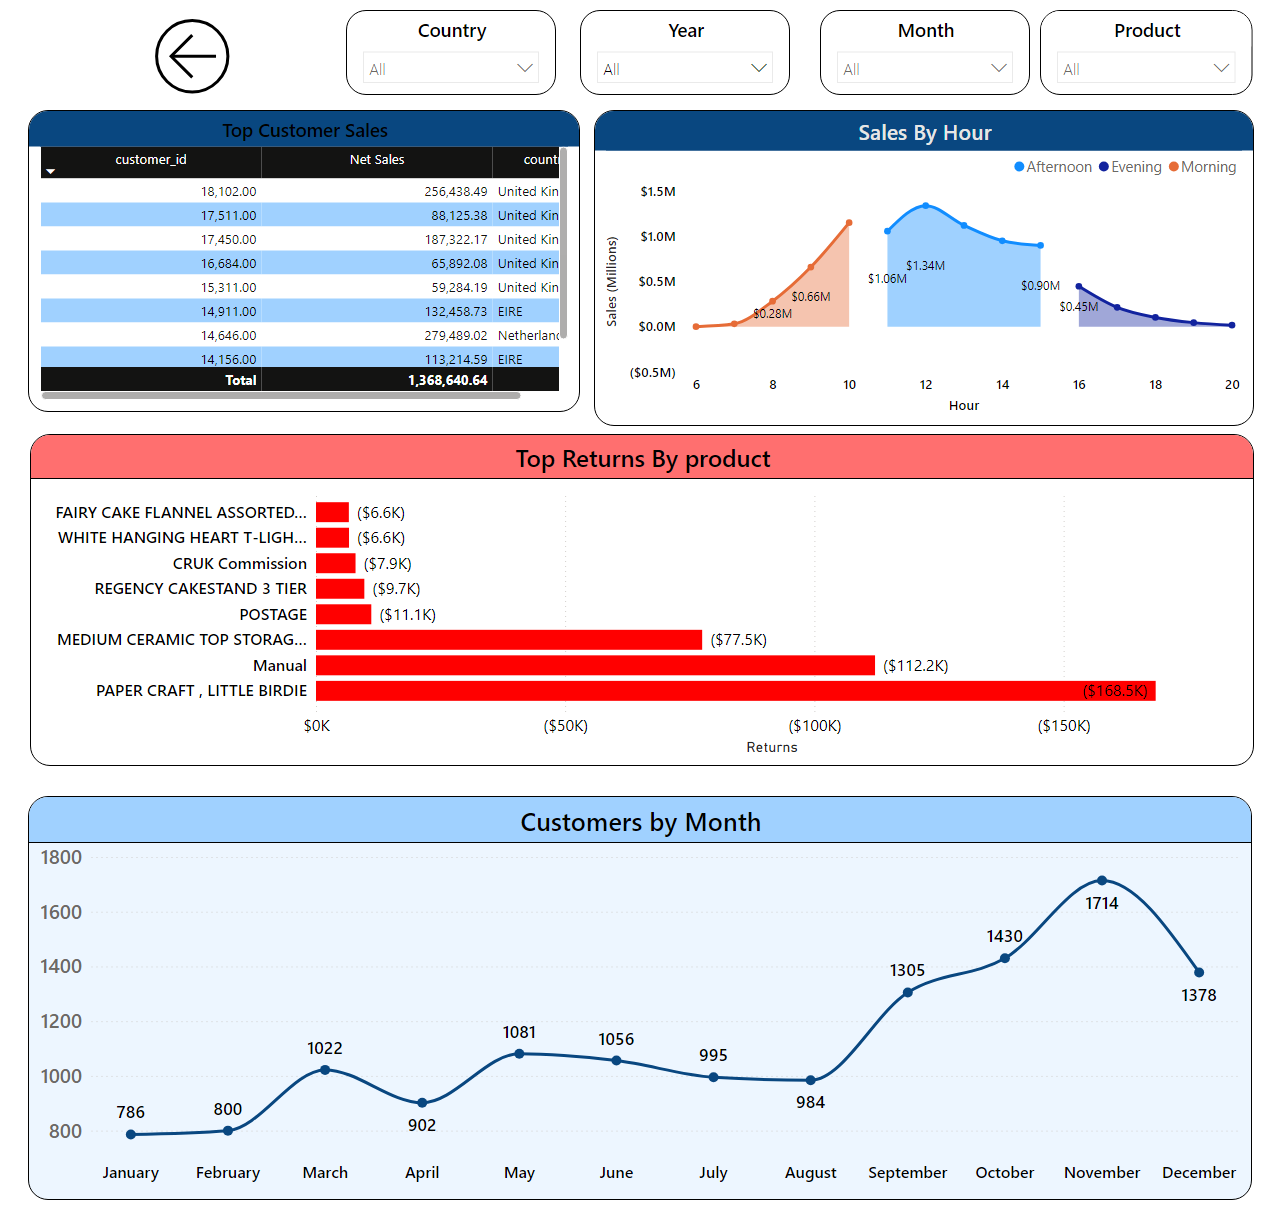 Country
All
Year
All
Month
All
Product
All
Top Customer Sales
customer_id Net Sales countr
18,102.00 256,438.49 United Kin
17,511.00 88,125.38 United Kin
17,450.00 187,322.17 United Kin
16,684.00 65,892.08 United Kin
15,311.00 59,284.19 United Kin
14,911.00 132,458.73 EIRE
14,646.00 279,489.02 Netherland
14,156.00 113,214.59 EIRE
Total 1,368,640.64
Sales By Hour
Afternoon Evening Morning
Sales (Millions)
$1.5M
$1.0M
$0.5M
$0.0M
($0.5M)
$0.28M
$0.66M
$1.06M
$1.34M
$0.90M
$0.45M
6 8 10 12 14 16 18 20
Hour
Top Returns By product
FAIRY CAKE FLANNEL ASSORTED... ($6.6K)
WHITE HANGING HEART T-LIGH... ($6.6K)
CRUK Commission ($7.9K)
REGENCY CAKESTAND 3 TIER ($9.7K)
POSTAGE ($11.1K)
MEDIUM CERAMIC TOP STORAG... ($77.5K)
Manual ($112.2K)
PAPER CRAFT , LITTLE BIRDIE ($168.5K)
$0K ($50K) ($100K) ($150K)
Returns
Customers by Month
1800
1600
1400
1200
1000
800
786
800
1022
902
1081
1056
995
984
1305
1430
1714
1378
January February March April May June July August September October November December